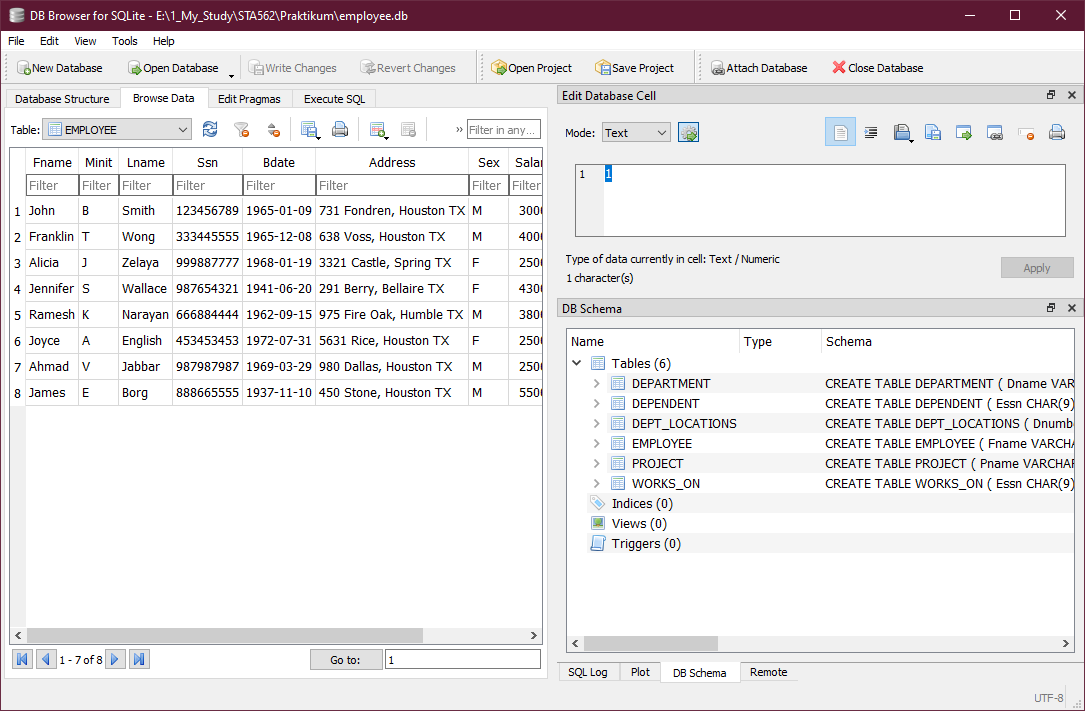 DB Browser for SQLite - E:\1_My_Study\STA562\Praktikum\employee.db
File Edit View Tools Help
New Database Open Database Write Changes Revert Changes Open Project Save Project Attach Database Close Database
Database Structure Browse Data Edit Pragmas Execute SQL
Table: EMPLOYEE » Filter in any...
Fname Minit Lname Ssn Bdate Address Sex Salar
Filter Filter Filter Filter Filter Filter Filter Filter
1 John B Smith 123456789 1965-01-09 731 Fondren, Houston TX M 3000
2 Franklin T Wong 333445555 1965-12-08 638 Voss, Houston TX M 4000
3 Alicia J Zelaya 999887777 1968-01-19 3321 Castle, Spring TX F 2500
4 Jennifer S Wallace 987654321 1941-06-20 291 Berry, Bellaire TX F 4300
5 Ramesh K Narayan 666884444 1962-09-15 975 Fire Oak, Humble TX M 3800
6 Joyce A English 453453453 1972-07-31 5631 Rice, Houston TX F 2500
7 Ahmad V Jabbar 987987987 1969-03-29 980 Dallas, Houston TX M 2500
8 James E Borg 888665555 1937-11-10 450 Stone, Houston TX M 5500
1 - 7 of 8 Go to: 1
Edit Database Cell
Mode: Text
1 1
Type of data currently in cell: Text / Numeric
1 character(s)
Apply
DB Schema
Name Type Schema
Tables (6)
DEPARTMENT CREATE TABLE DEPARTMENT ( Dname VAR
DEPENDENT CREATE TABLE DEPENDENT ( Essn CHAR(9)
DEPT_LOCATIONS CREATE TABLE DEPT_LOCATIONS ( Dnumb
EMPLOYEE CREATE TABLE EMPLOYEE ( Fname VARCHA
PROJECT CREATE TABLE PROJECT ( Pname VARCHAR
WORKS_ON CREATE TABLE WORKS_ON ( Essn CHAR(9)
Indices (0)
Views (0)
Triggers (0)
SQL Log Plot DB Schema Remote
UTF-8